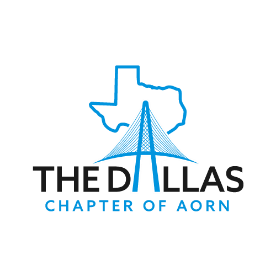 THE DALLAS
CHAPTER OF AORN